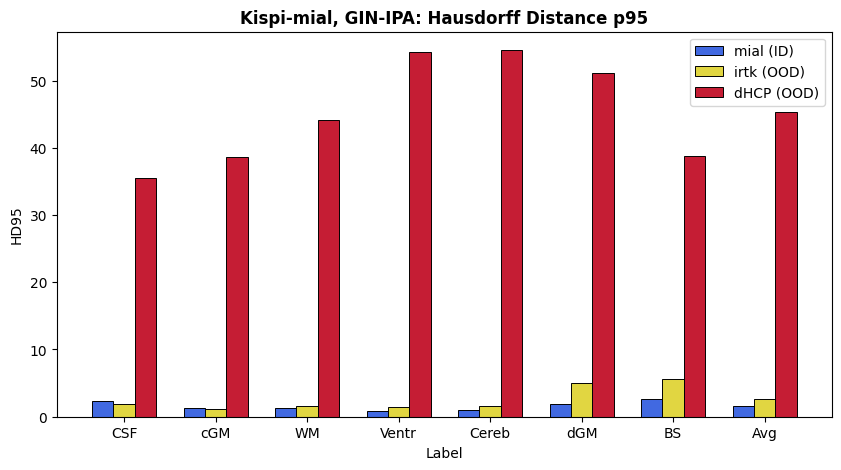 Kispi-mial, GIN-IPA: Hausdorff Distance p95
mial (ID)
irtk (OOD)
dHCP (OOD)
HD95
50
40
30
20
10
0
CSF cGM WM Ventr Cereb dGM BS Avg
Label